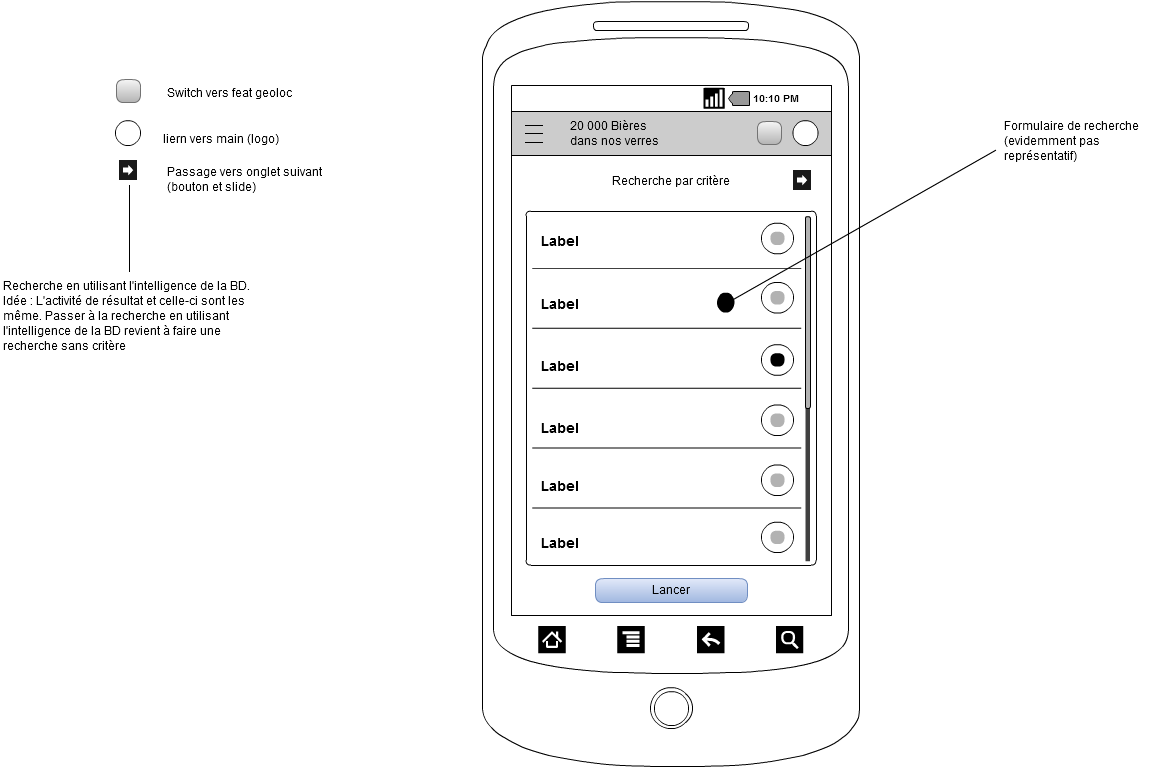 Switch vers feat geoloc
liern vers main (logo)
Passage vers onglet suivant
(bouton et slide)
Recherche en utilisant l'intelligence de la BD.
Idée : L'activité de résultat et celle-ci sont les
même. Passer à la recherche en utilisant
l'intelligence de la BD revient à faire une
recherche sans critère
10:10 PM
20 000 Bières
dans nos verres
Recherche par critère
Label
Label
Label
Label
Label
Label
Lancer
Formulaire de recherche
(evidemment pas
représentatif)